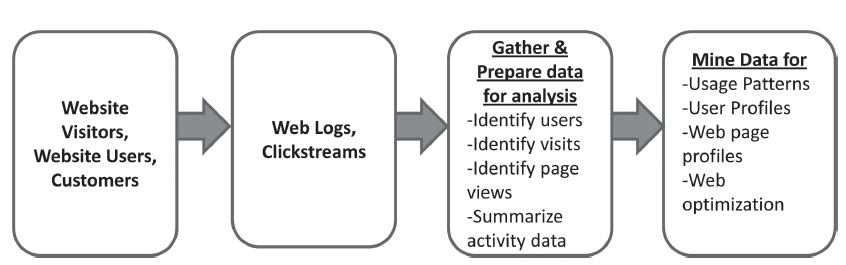 Website
Visitors,
Website Users,
Customers
Web Logs,
Clickstreams
Gather &
Prepare data
for analysis
-Identify users
-Identify visits
-Identify page
views
-Summarize
activity data
Mine Data for
-Usage Patterns
-User Profiles
-Web page
profiles
-Web
optimization